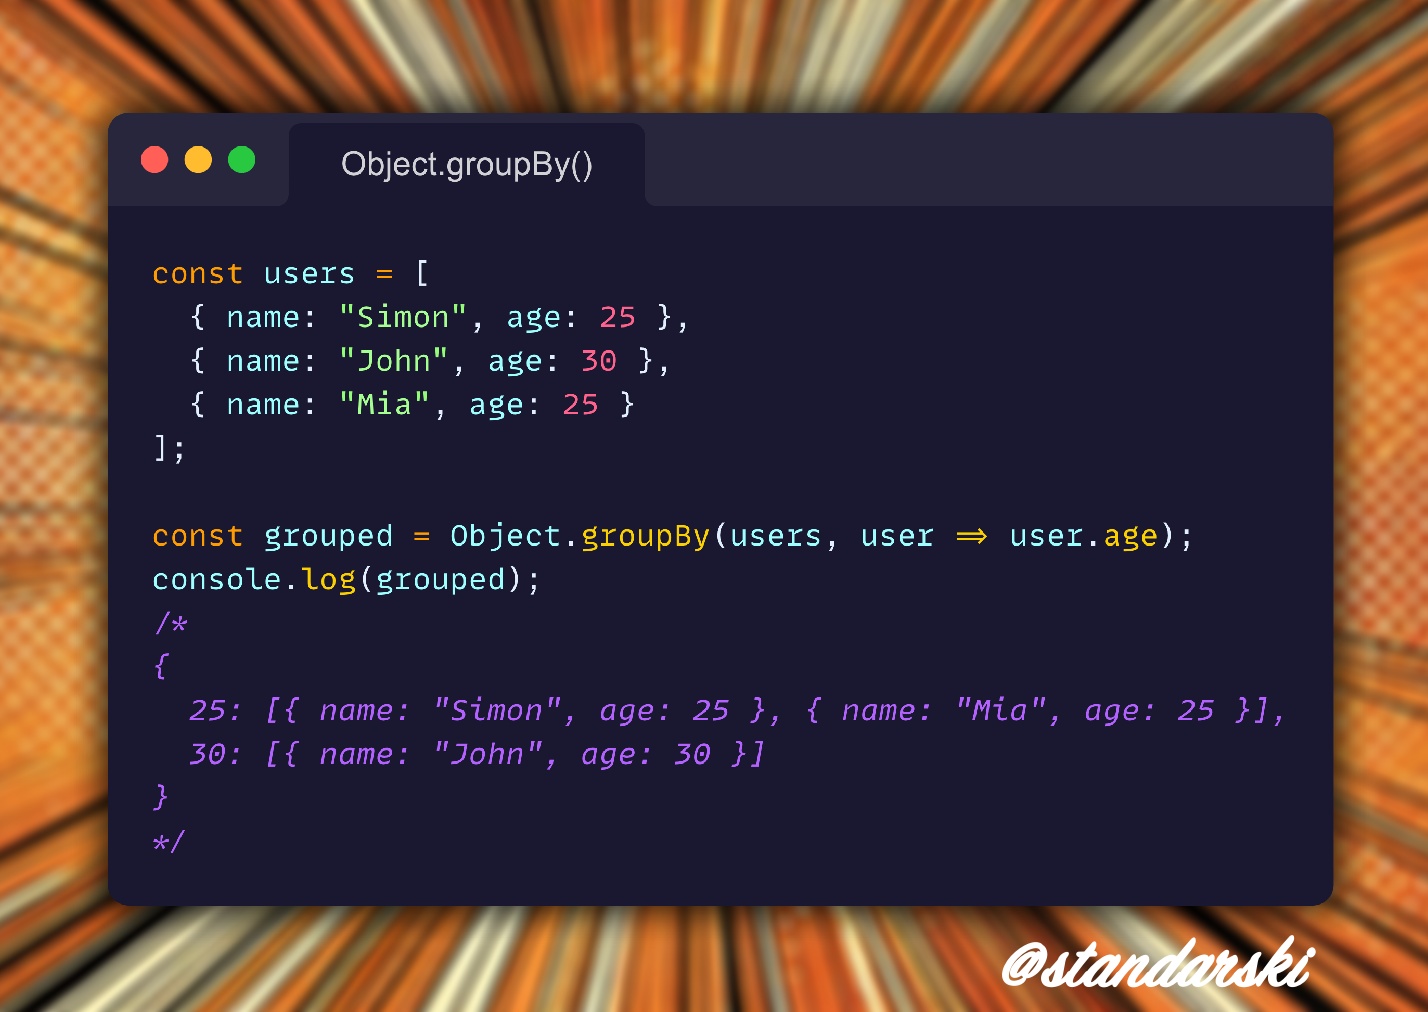 Object.groupBy()
const users = [
  { name: "Simon", age: 25 },
  { name: "John", age: 30 },
  { name: "Mia", age: 25 }
];

const grouped = Object.groupBy(users, user => user.age);
console.log(grouped);
/*
{
  25: [{ name: "Simon", age: 25 }, { name: "Mia", age: 25 }],
  30: [{ name: "John", age: 30 }]
}
*/
@standarski